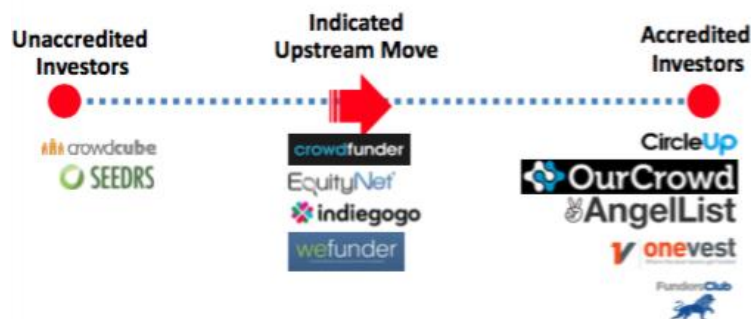 Unaccredited
Investors
Indicated
Upstream Move
Accredited
Investors
crowdcube
SEEDRS
crowdfunder
EquityNet
indiegogo
wefunder
CircleUp
OurCrowd
AngelList
onevest
FundersClub